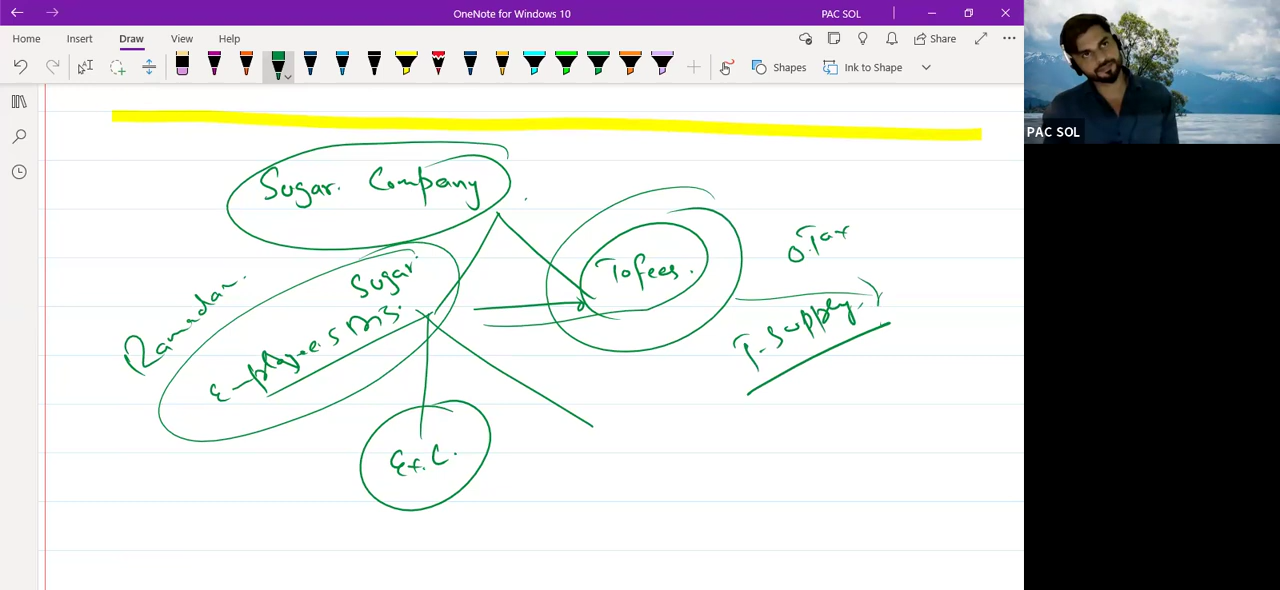 OneNote for Windows 10
PAC SOL
Home
Insert
Draw
View
Help
Share
Shapes
Ink to Shape
PAC SOL
Sugar. Company
Sugar.
Tofees.
O.Tax
T-Supply.
Ramadan.
Employees
Ex.C.